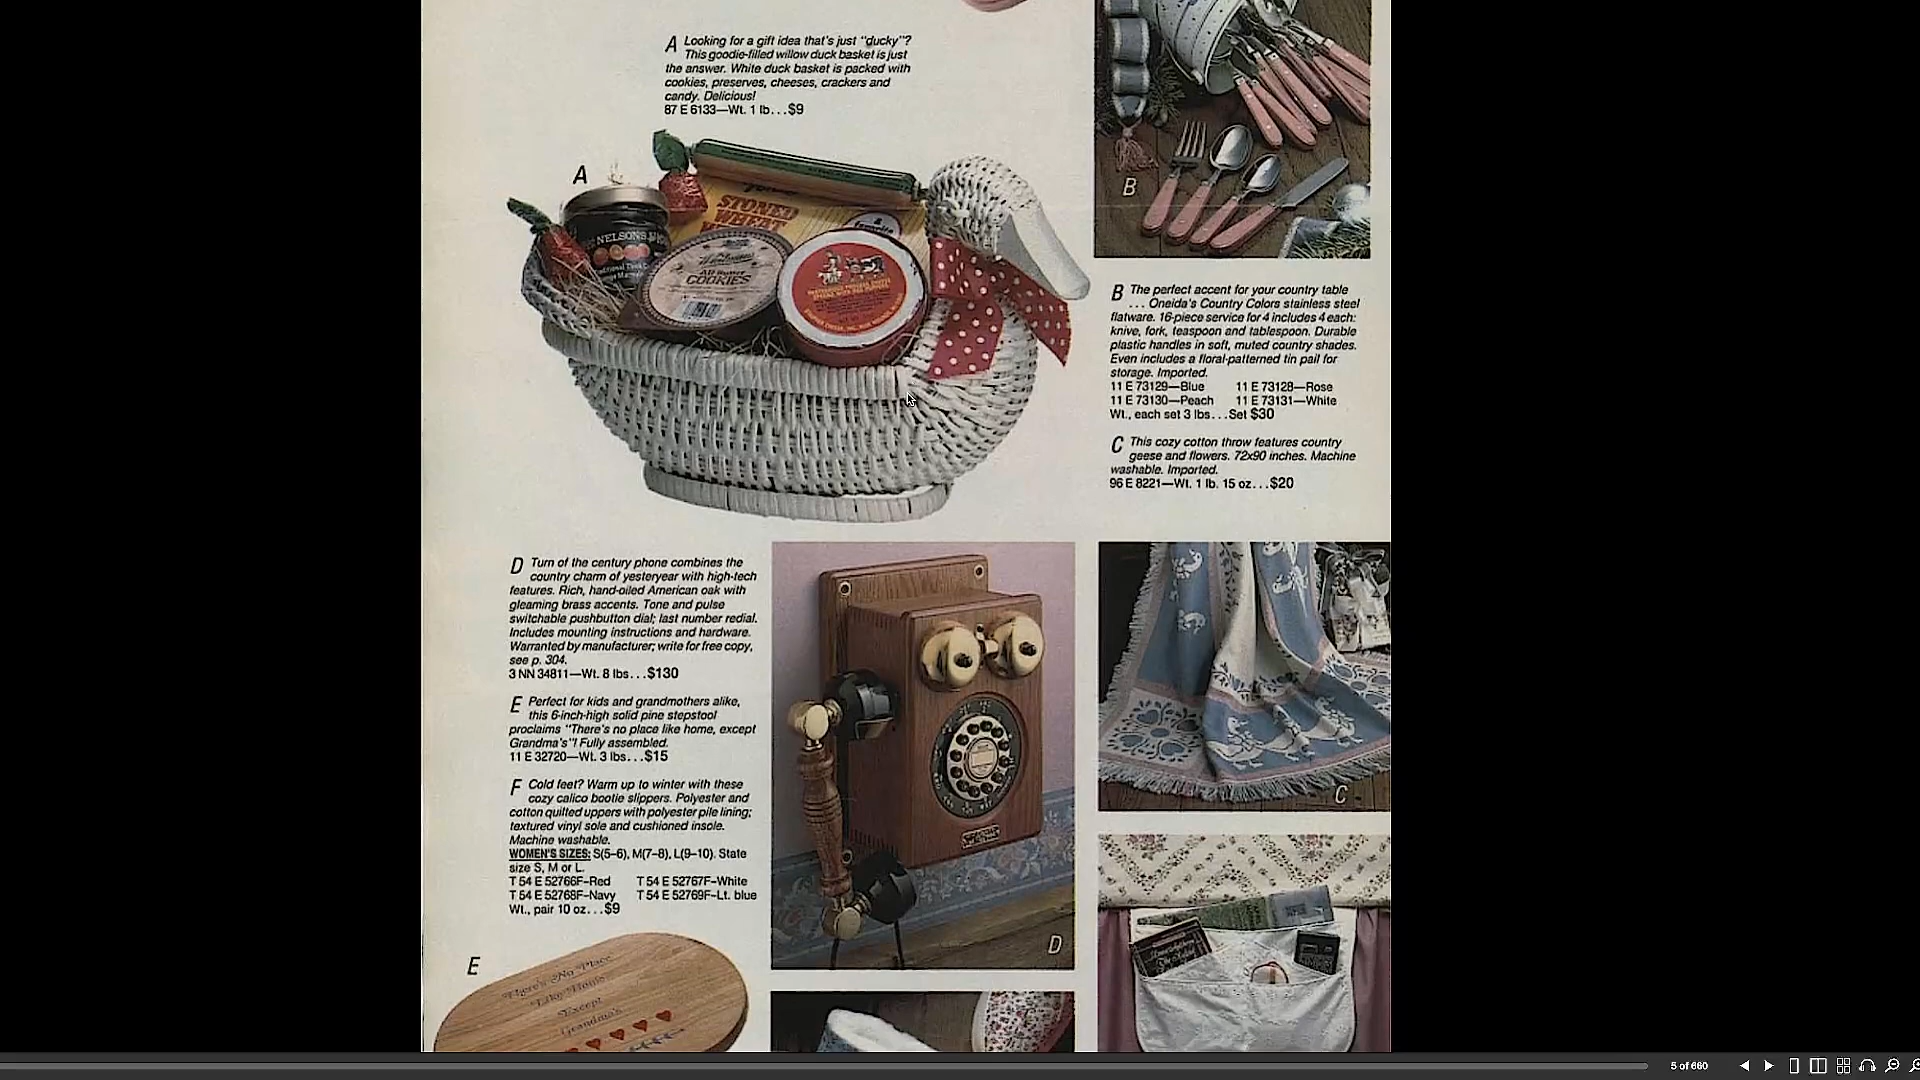 A Looking for a gift idea that's just "ducky"?
This goodie-filled willow duck basket is just
the answer. White duck basket is packed with
cookies, preserves, cheeses, crackers and
candy. Delicious!
87 E 6133—Wt. 1 lb...$9
A
STONED
WHEAT
NELSONS
All Butter
COOKIES
B
B The perfect accent for your country table
... Oneida's Country Colors stainless steel
flatware. 16-piece service for 4 includes 4 each:
knive, fork, teaspoon and tablespoon. Durable
plastic handles in soft, muted country shades.
Even includes a floral-patterned tin pail for
storage. Imported.
11 E 73129—Blue 11 E 73128—Rose
11 E 73130—Peach 11 E 73131—White
Wt., each set 3 lbs...Set $30
C This cozy cotton throw features country
geese and flowers. 72x90 inches. Machine
washable. Imported.
96 E 8221—Wt. 1 lb. 15 oz...$20
D Turn of the century phone combines the
country charm of yesteryear with high-tech
features. Rich, hand-oiled American oak with
gleaming brass accents. Tone and pulse
switchable pushbutton dial; last number redial.
Includes mounting instructions and hardware.
Warranted by manufacturer; write for free copy,
see p. 304.
3 NN 34811—Wt. 8 lbs...$130
E Perfect for kids and grandmothers alike,
this 6-inch-high solid pine stepstool
proclaims "There's no place like home, except
Grandma's"! Fully assembled.
11 E 32720—Wt. 3 lbs...$15
F Cold feet? Warm up to winter with these
cozy calico bootie slippers. Polyester and
cotton quilted uppers with polyester pile lining;
textured vinyl sole and cushioned insole.
Machine washable.
WOMEN'S SIZES: S(5–6), M(7–8), L(9–10). State
size S, M or L.
T 54 E 52766F–Red T 54 E 52767F–White
T 54 E 52768F–Navy T 54 E 52769F–Lt. blue
Wt., pair 10 oz...$9
D
C
E
There's No Place
Like Home
Except
Grandma's
5 of 660